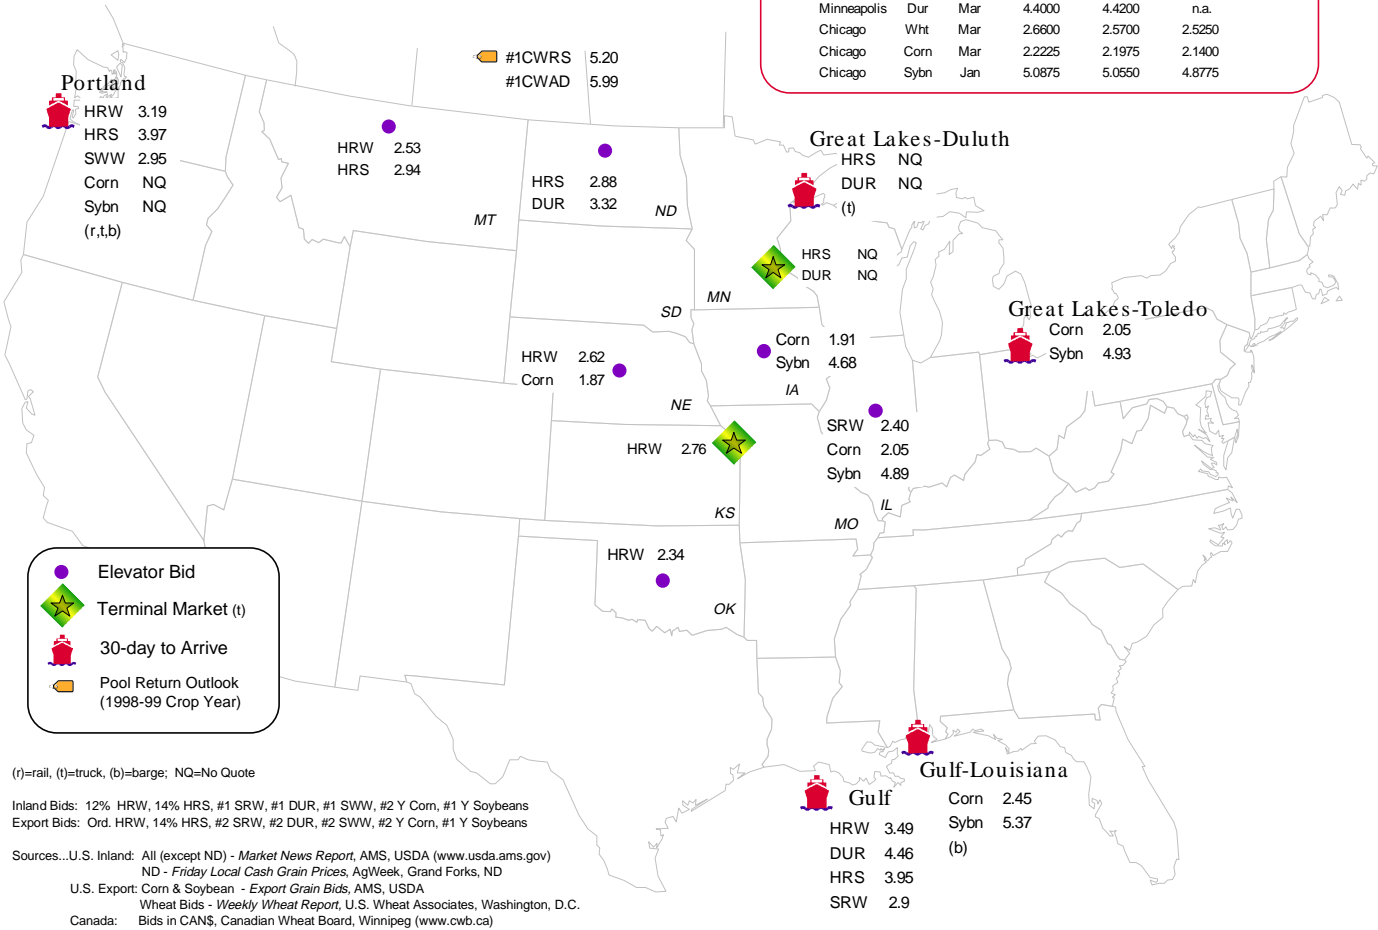 Minneapolis Dur Mar 4.4000 4.4200 n.a.
Chicago Wht Mar 2.6600 2.5700 2.5250
Chicago Corn Mar 2.2225 2.1975 2.1400
Chicago Sybn Jan 5.0875 5.0550 4.8775
#1CWRS 5.20
#1CWAD 5.99
Portland
HRW 3.19
HRS 3.97
SWW 2.95
Corn NQ
Sybn NQ
(r,t,b)
HRW 2.53
HRS 2.94
MT
HRS 2.88
DUR 3.32
ND
Great Lakes-Duluth
HRS NQ
DUR NQ
(t)
HRS NQ
DUR NQ
MN
SD
Great Lakes-Toledo
Corn 2.05
Sybn 4.93
HRW 2.62
Corn 1.87
NE
Corn 1.91
Sybn 4.68
IA
SRW 2.40
Corn 2.05
Sybn 4.89
IL
HRW 2.76
KS
MO
HRW 2.34
OK
Elevator Bid
Terminal Market (t)
30-day to Arrive
Pool Return Outlook
(1998-99 Crop Year)
Gulf-Louisiana
Corn 2.45
Sybn 5.37
(b)
Gulf
HRW 3.49
DUR 4.46
HRS 3.95
SRW 2.9
(r)=rail, (t)=truck, (b)=barge; NQ=No Quote
Inland Bids: 12% HRW, 14% HRS, #1 SRW, #1 DUR, #1 SWW, #2 Y Corn, #1 Y Soybeans
Export Bids: Ord. HRW, 14% HRS, #2 SRW, #2 DUR, #2 SWW, #2 Y Corn, #1 Y Soybeans
Sources...U.S. Inland: All (except ND) - Market News Report, AMS, USDA (www.usda.ams.gov)
ND - Friday Local Cash Grain Prices, AgWeek, Grand Forks, ND
U.S. Export: Corn & Soybean - Export Grain Bids, AMS, USDA
Wheat Bids - Weekly Wheat Report, U.S. Wheat Associates, Washington, D.C.
Canada: Bids in CAN$, Canadian Wheat Board, Winnipeg (www.cwb.ca)